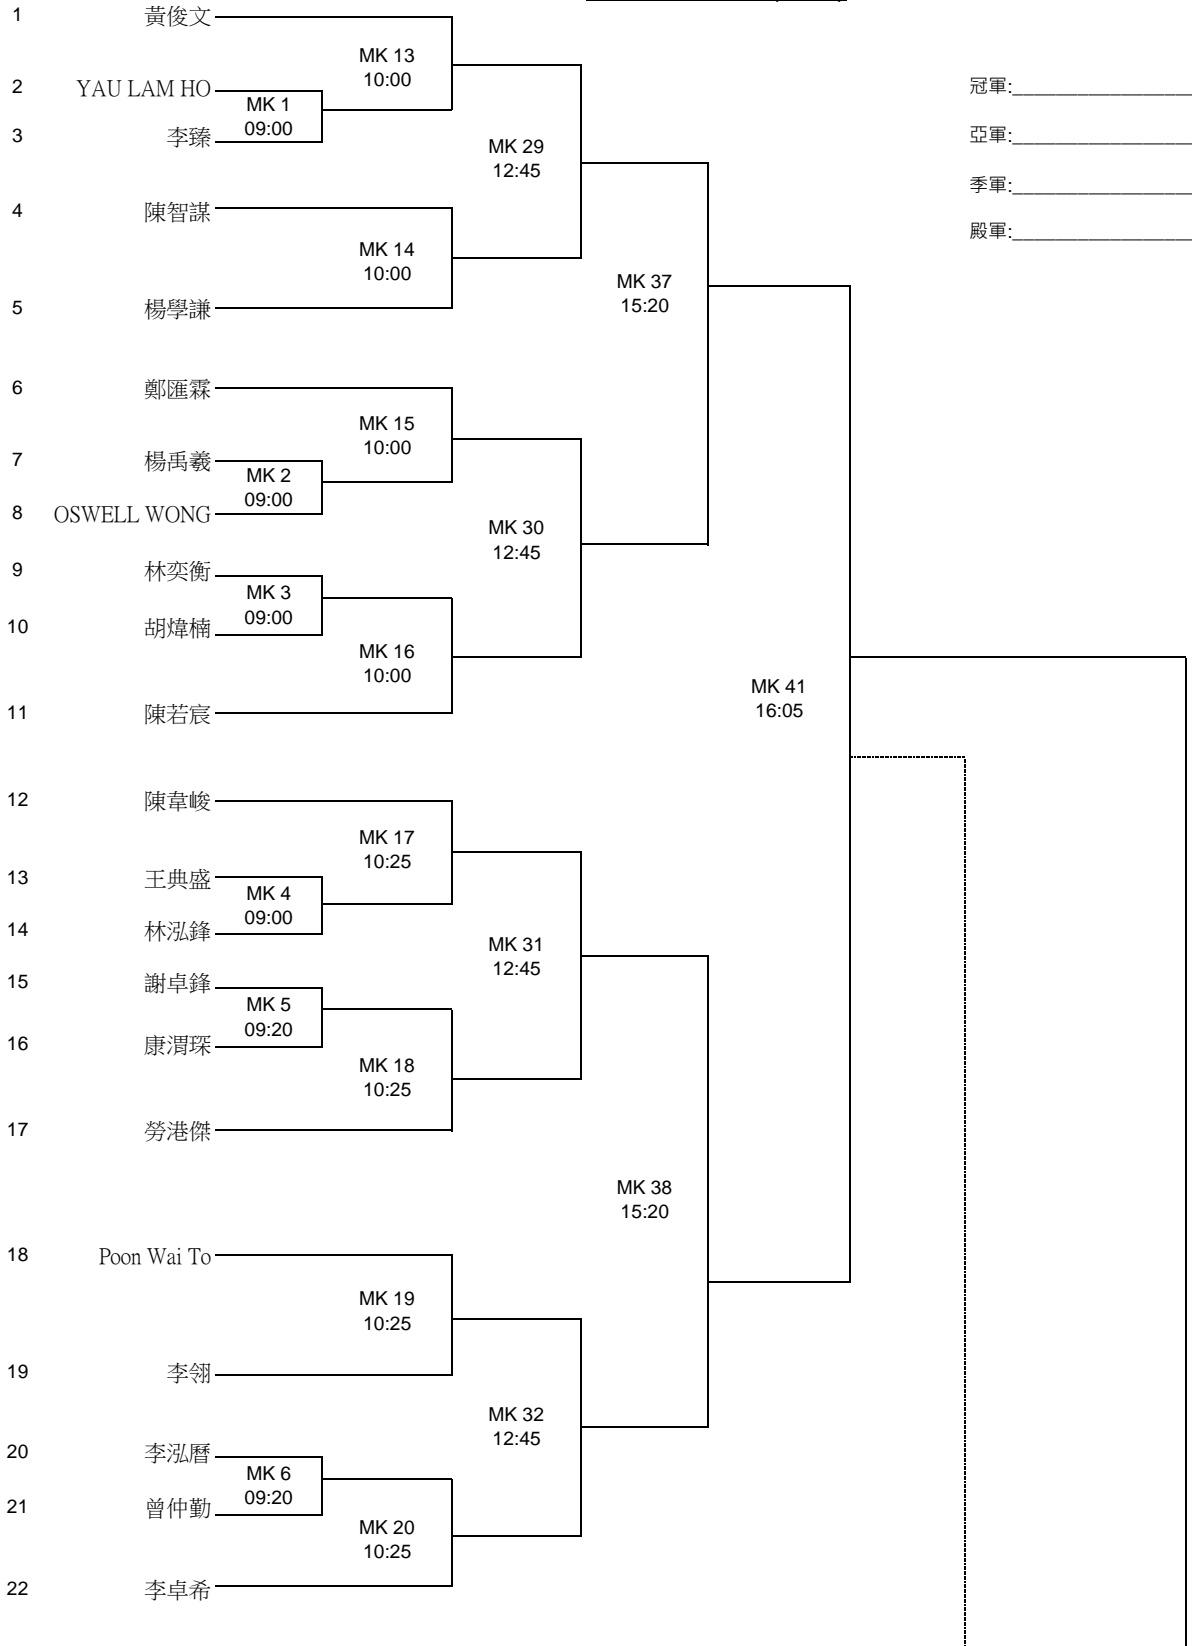 1 黃俊文
MK 13
10:00
2 YAU LAM HO
MK 1
09:00
3 李臻
MK 29
12:45
4 陳智謀
MK 14
10:00
5 楊學謙
MK 37
15:20
6 鄭匯霖
MK 15
10:00
7 楊禹羲
MK 2
09:00
8 OSWELL WONG
MK 30
12:45
9 林奕衡
MK 3
09:00
10 胡煒楠
MK 16
10:00
11 陳若宸
MK 41
16:05
12 陳韋峻
MK 17
10:25
13 王典盛
MK 4
09:00
14 林泓鋒
MK 31
12:45
15 謝卓鋒
MK 5
09:20
16 康渭琛
MK 18
10:25
17 勞港傑
MK 38
15:20
18 Poon Wai To
MK 19
10:25
19 李翎
MK 32
12:45
20 李泓曆
MK 6
09:20
21 曾仲勤
MK 20
10:25
22 李卓希
冠軍:
亞軍:
季軍:
殿軍: